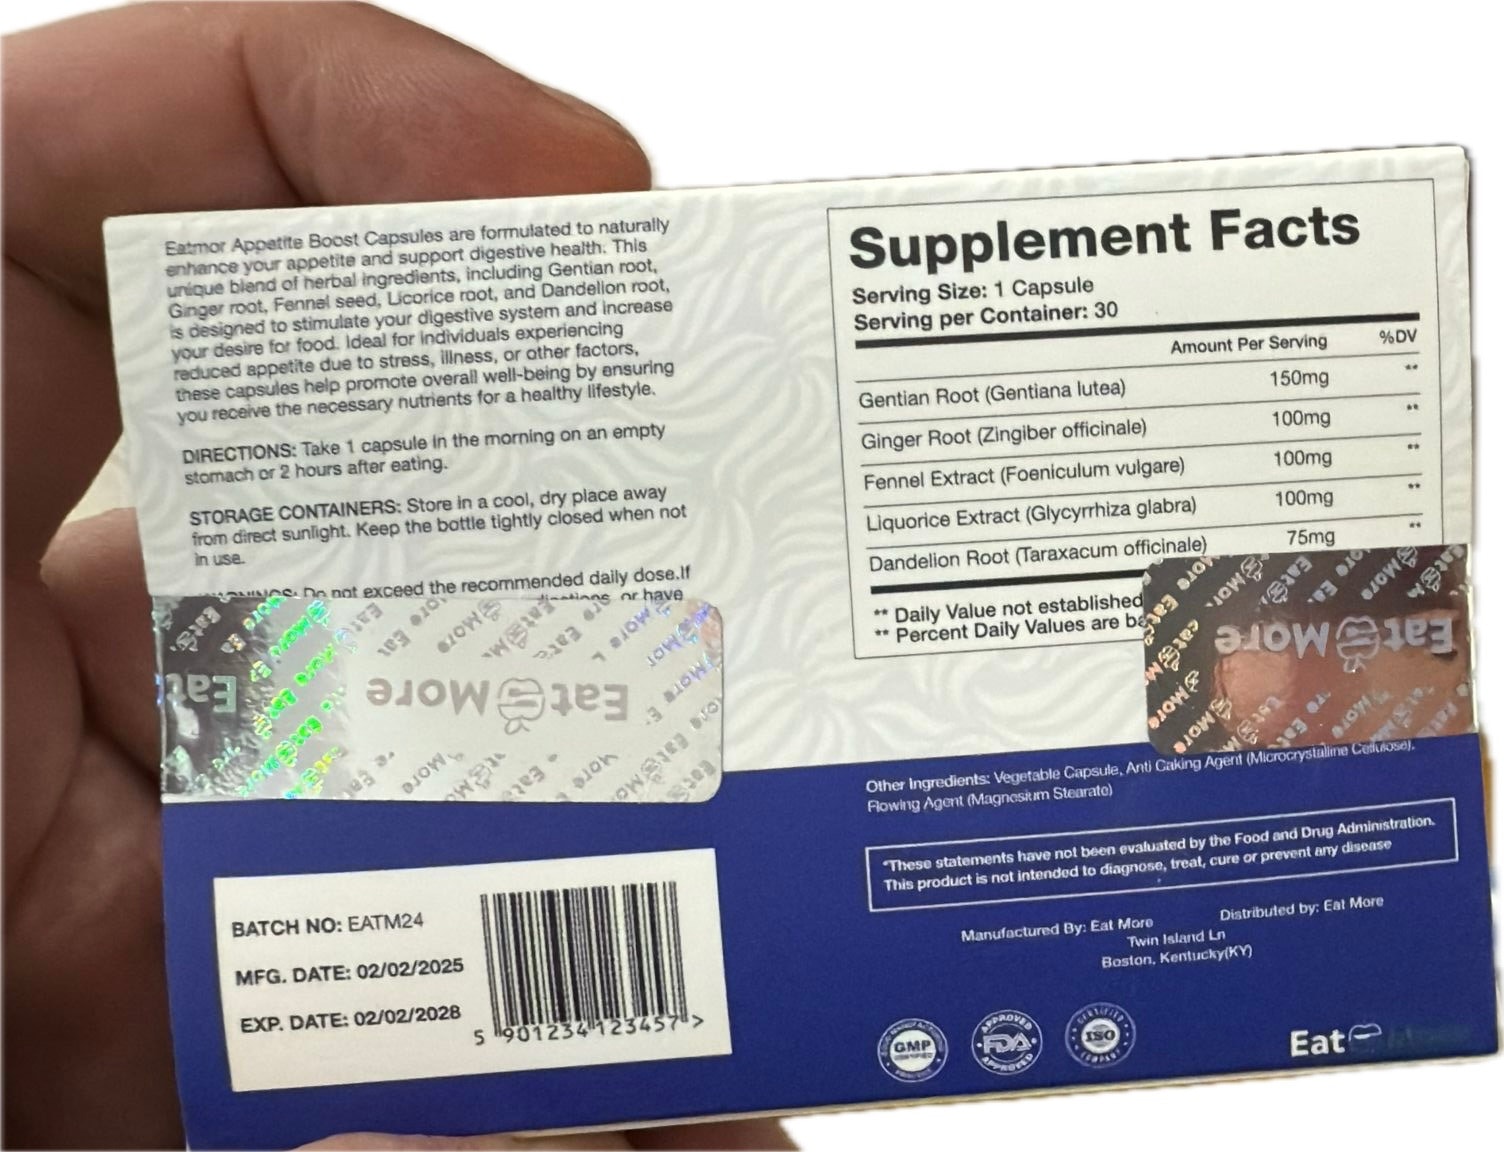 Eatmor Appetite Boost Capsules are formulated to naturally
enhance your appetite and support digestive health. This
unique blend of herbal ingredients, including Gentian root,
Ginger root, Fennel seed, Licorice root, and Dandelion root,
is designed to stimulate your digestive system and increase
your desire for food. Ideal for individuals experiencing
reduced appetite due to stress, illness, or other factors,
these capsules help promote overall well-being by ensuring
you receive the necessary nutrients for a healthy lifestyle.
DIRECTIONS: Take 1 capsule in the morning on an empty
stomach or 2 hours after eating.
STORAGE CONTAINERS: Store in a cool, dry place away
from direct sunlight. Keep the bottle tightly closed when not
in use.
Do not exceed the recommended daily dose.If
or have
Eat More
BATCH NO: EATM24
MFG. DATE: 02/02/2025
EXP. DATE: 02/02/2028
5 901234 123457 >
Supplement Facts
Serving Size: 1 Capsule
Serving per Container: 30
Amount Per Serving %DV
Gentian Root (Gentiana lutea) 150mg **
Ginger Root (Zingiber officinale) 100mg **
Fennel Extract (Foeniculum vulgare) 100mg **
Liquorice Extract (Glycyrrhiza glabra) 100mg **
Dandelion Root (Taraxacum officinale) 75mg **
** Daily Value not established
** Percent Daily Values are
Eat More
Other Ingredients: Vegetable Capsule, Anti Caking Agent (Microcrystalline Cellulose),
Flowing Agent (Magnesium Stearate)
*These statements have not been evaluated by the Food and Drug Administration.
This product is not intended to diagnose, treat, cure or prevent any disease
Manufactured By: Eat More Distributed by: Eat More
Twin Island Ln
Boston, Kentucky(KY)
GMP
APPROVED FDA APPROVED
CERTIFIED ISO COMPANY
Eat